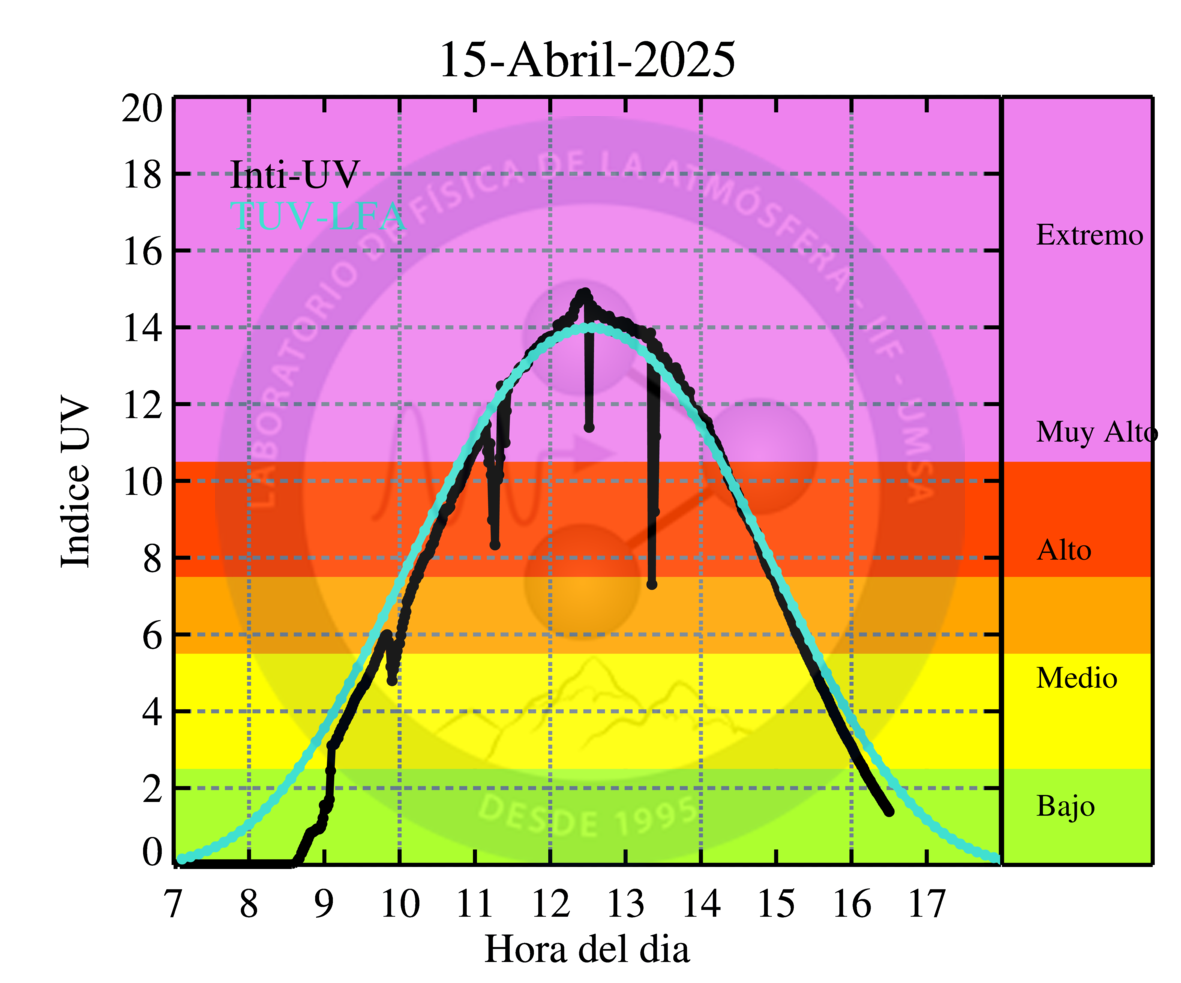 15-Abril-2025
20
18
16
14
12
10
8
6
4
2
0
Indice UV
Inti-UV
TUV-LFA
LABORATORIO DE FÍSICA DE LA ATMÓSFERA - IIF - UMSA
DESDE 1995
Extremo
Muy Alto
Alto
Medio
Bajo
7 8 9 10 11 12 13 14 15 16 17
Hora del dia